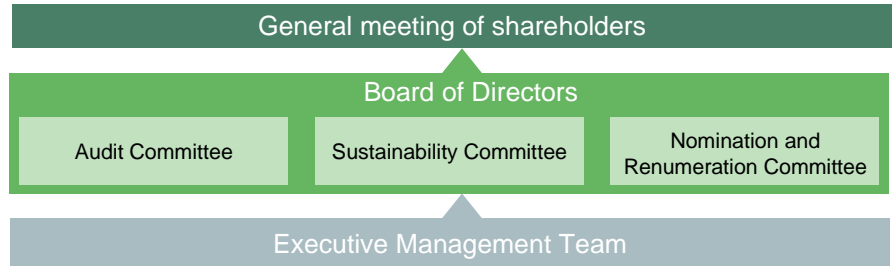 General meeting of shareholders
Board of Directors
Audit Committee
Sustainability Committee
Nomination and
Renumeration Committee
Executive Management Team